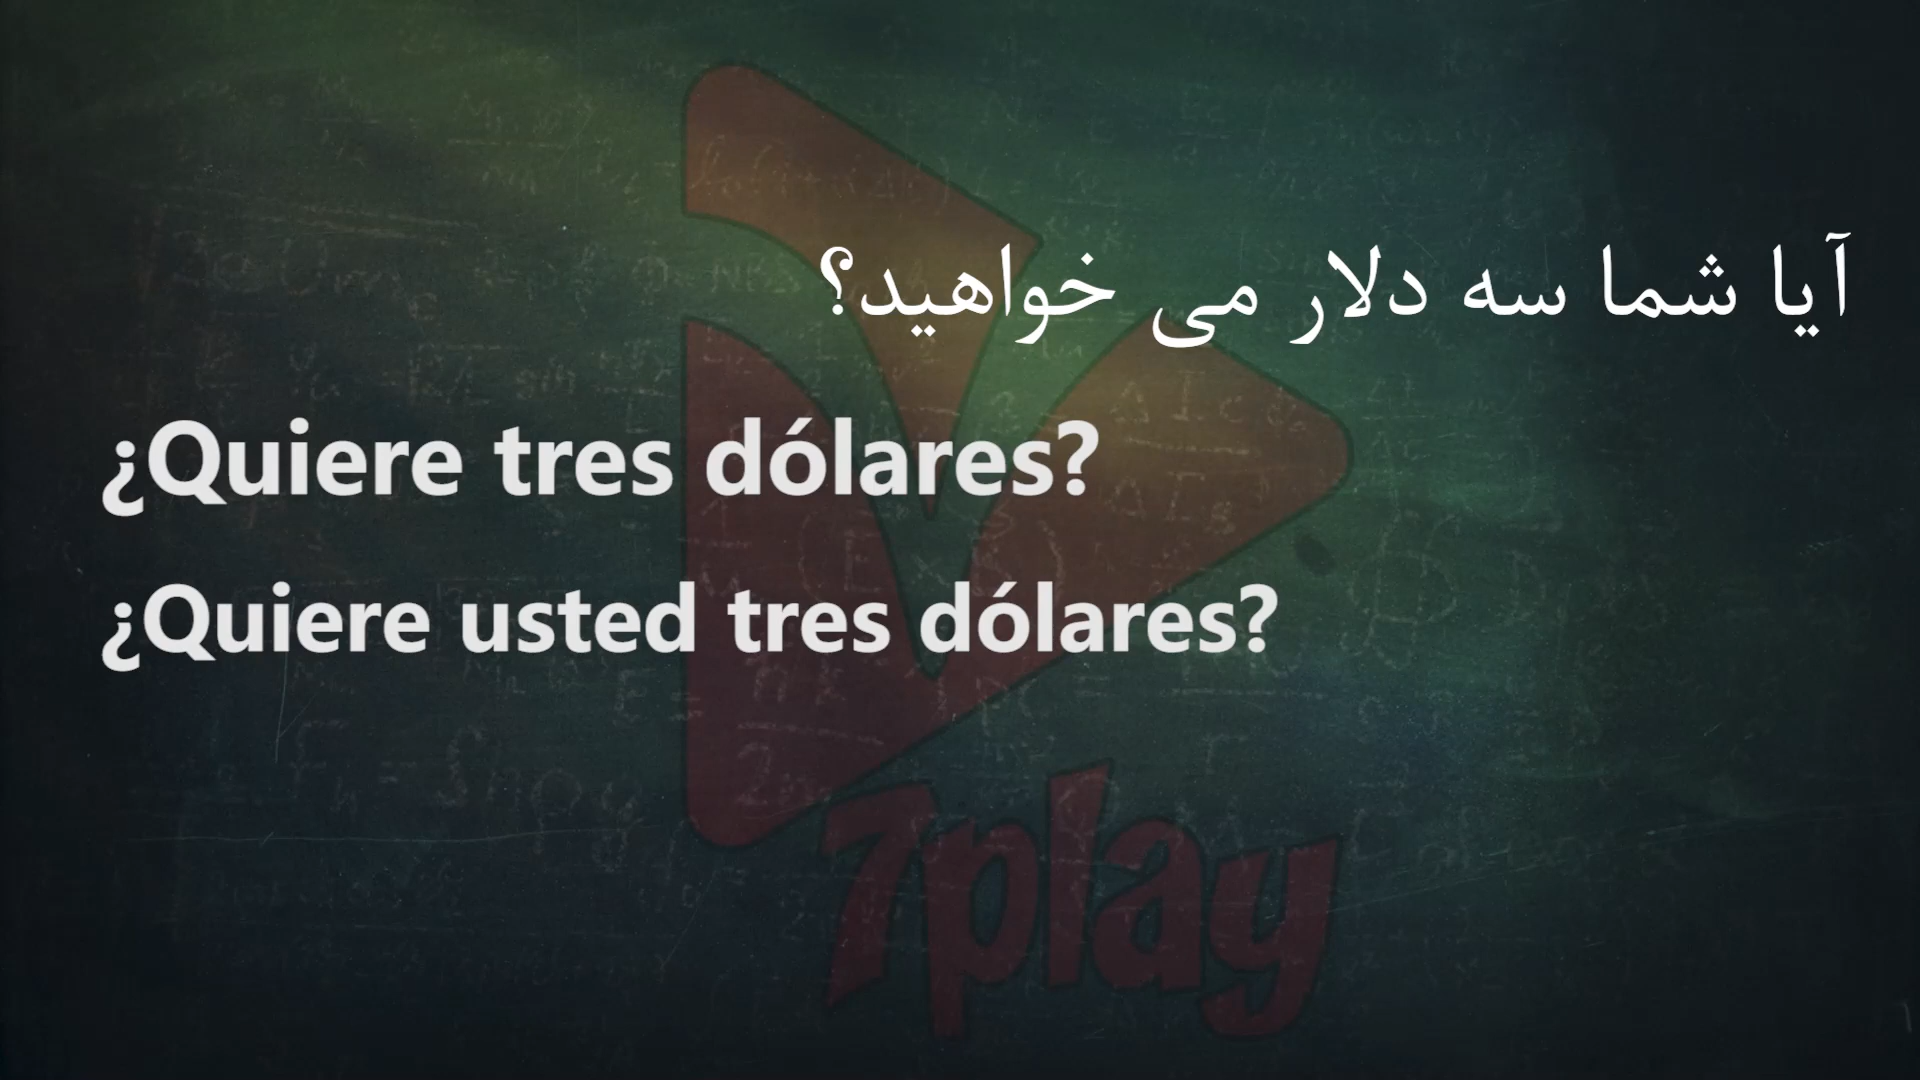 آیا شما سه دلار می خواهید؟
¿Quiere tres dólares?
¿Quiere usted tres dólares?
7play